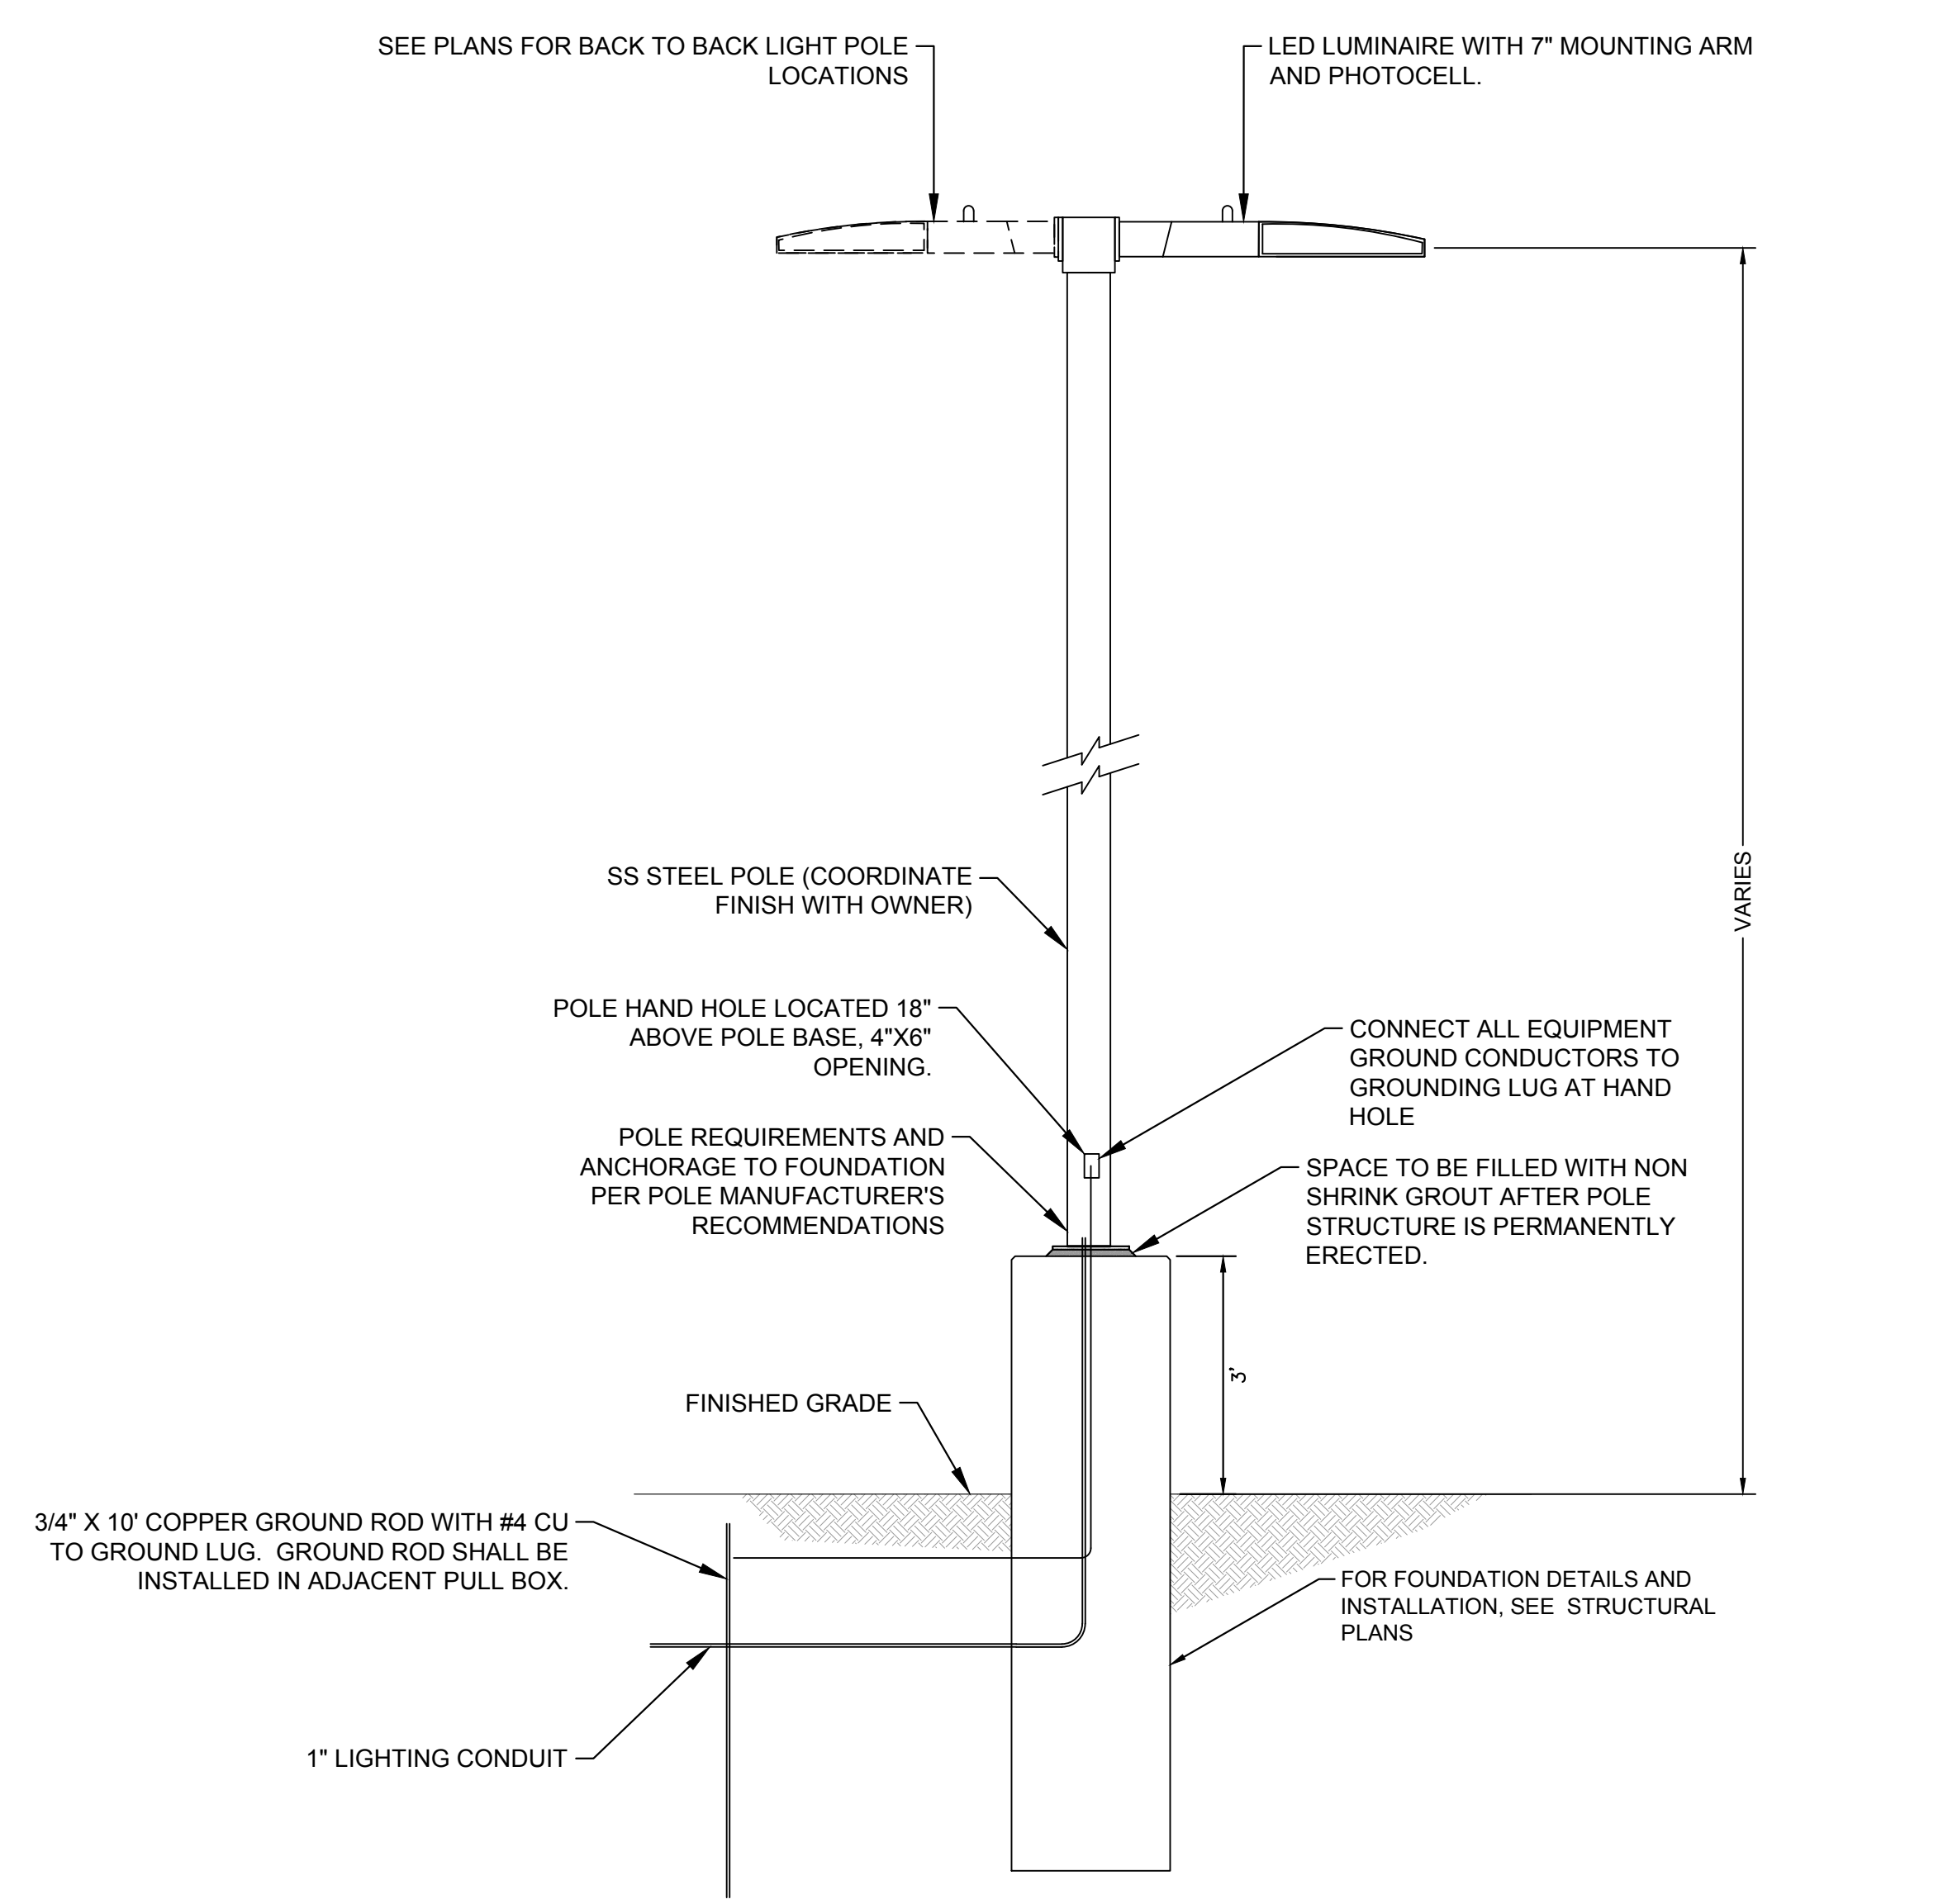 SEE PLANS FOR BACK TO BACK LIGHT POLE
LOCATIONS
LED LUMINAIRE WITH 7" MOUNTING ARM
AND PHOTOCELL.
VARIES
SS STEEL POLE (COORDINATE
FINISH WITH OWNER)
POLE HAND HOLE LOCATED 18"
ABOVE POLE BASE, 4"X6"
OPENING.
CONNECT ALL EQUIPMENT
GROUND CONDUCTORS TO
GROUNDING LUG AT HAND
HOLE
POLE REQUIREMENTS AND
ANCHORAGE TO FOUNDATION
PER POLE MANUFACTURER'S
RECOMMENDATIONS
SPACE TO BE FILLED WITH NON
SHRINK GROUT AFTER POLE
STRUCTURE IS PERMANENTLY
ERECTED.
3'
FINISHED GRADE
3/4" X 10' COPPER GROUND ROD WITH #4 CU
TO GROUND LUG. GROUND ROD SHALL BE
INSTALLED IN ADJACENT PULL BOX.
FOR FOUNDATION DETAILS AND
INSTALLATION, SEE STRUCTURAL
PLANS
1" LIGHTING CONDUIT